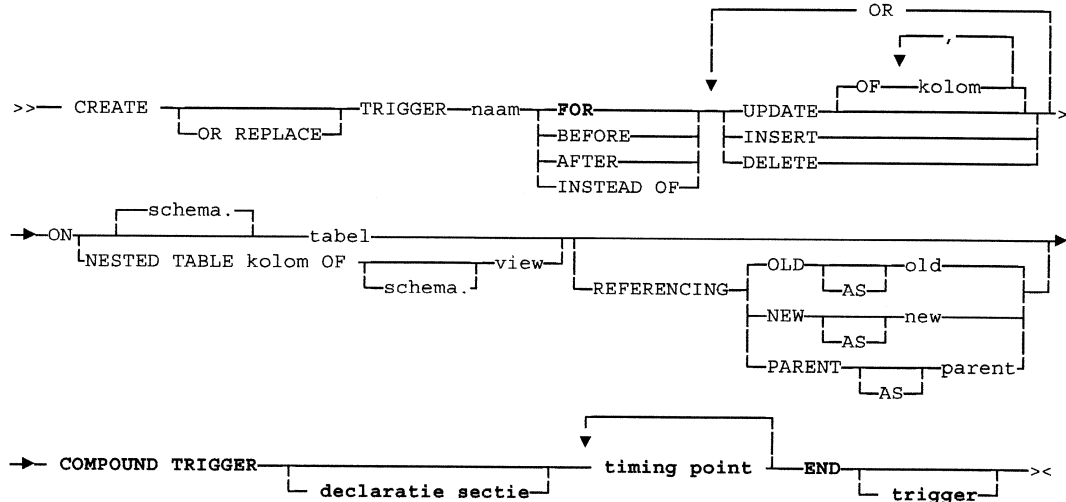 OR
,
OF kolom
>> CREATE TRIGGER naam FOR UPDATE >
OR REPLACE BEFORE INSERT
AFTER DELETE
INSTEAD OF
schema.
ON tabel
NESTED TABLE kolom OF view OLD old
schema. REFERENCING AS
NEW new
AS
PARENT parent
AS
COMPOUND TRIGGER timing point END ><
declaratie sectie trigger